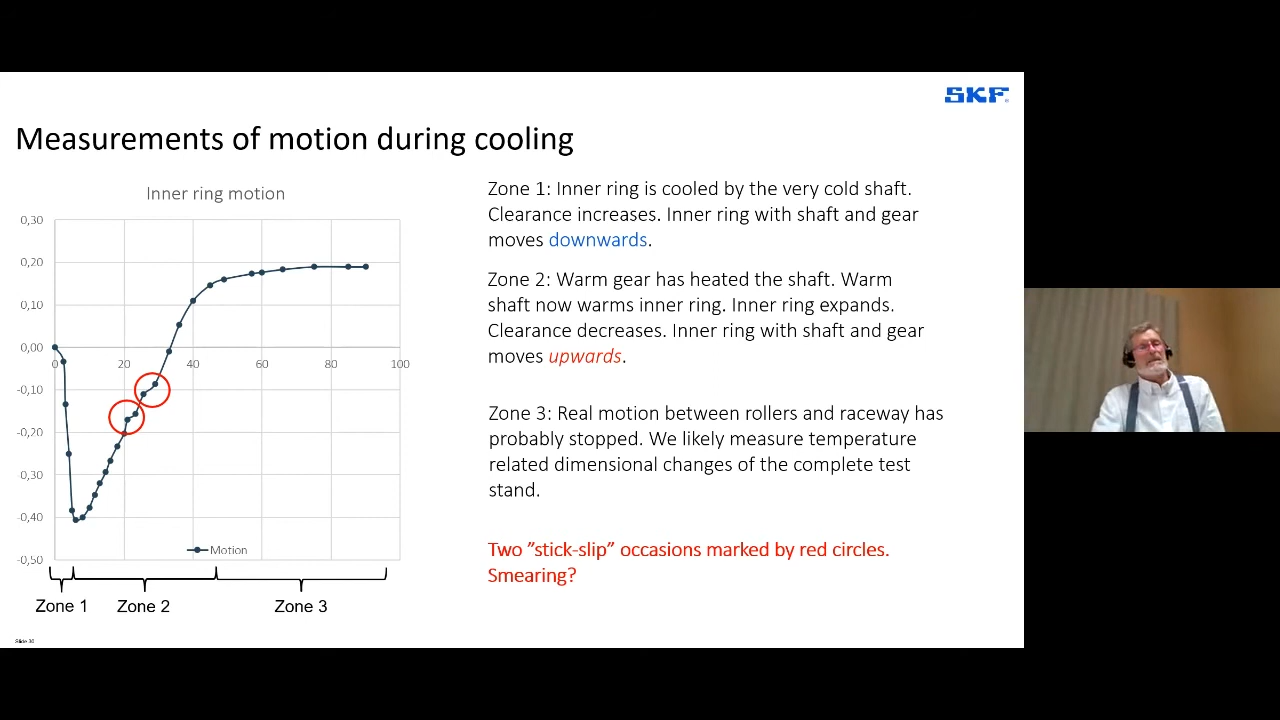 SKF
Measurements of motion during cooling
Inner ring motion
0,30
0,20
0,10
0,00
-0,10
-0,20
0,30
-0,40
-0,50
0
20
40
60
80
100
Motion
Zone 1
Zone 2
Zone 3
Zone 1: Inner ring is cooled by the very cold shaft.
Clearance increases. Inner ring with shaft and gear
moves downwards.
Zone 2: Warm gear has heated the shaft. Warm
shaft now warms inner ring. Inner ring expands.
Clearance decreases. Inner ring with shaft and gear
moves upwards.
Zone 3: Real motion between rollers and raceway has
probably stopped. We likely measure temperature
related dimensional changes of the complete test
stand.
Two ”stick-slip” occasions marked by red circles.
Smearing?
Slide 30